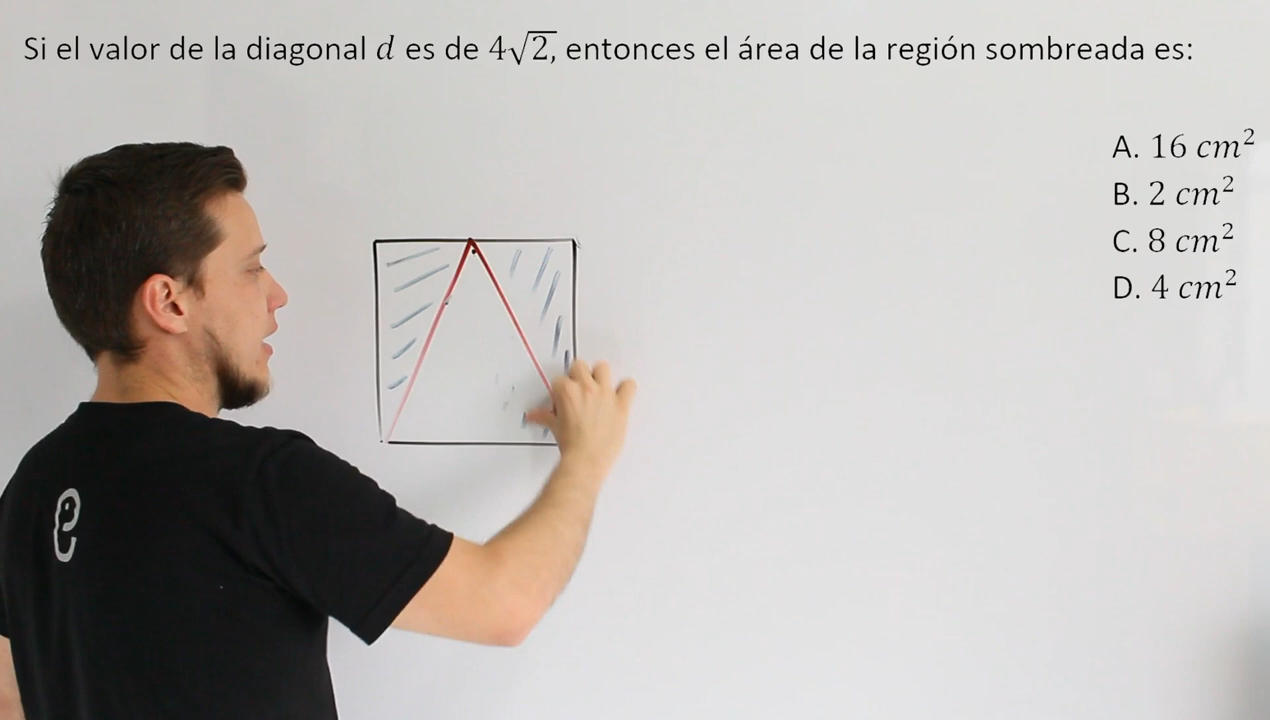 Si el valor de la diagonal d es de 4√2, entonces el área de la región sombreada es:
A. 16 cm²
B. 2 cm²
C. 8 cm²
D. 4 cm²
e